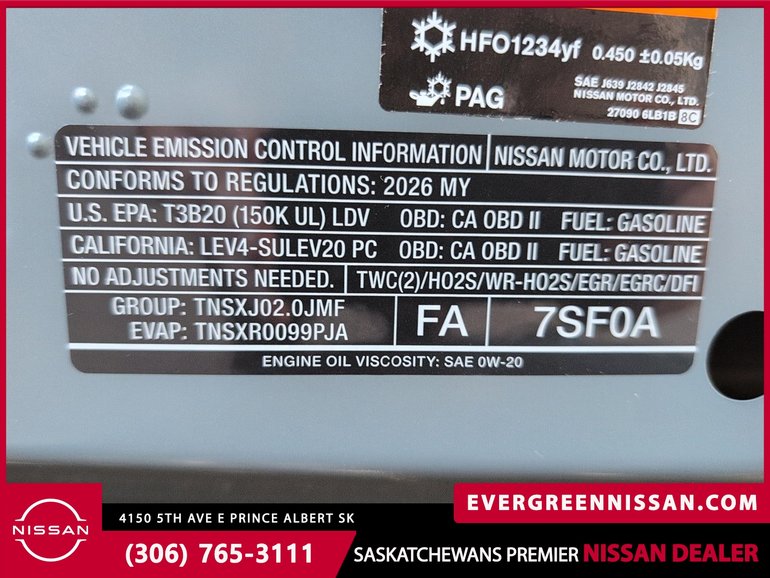 HFO1234yf 0.450 ±0.05Kg
PAG
SAE J639 J2842 J2845
NISSAN MOTOR CO., LTD.
27090 6LB1B 8C
VEHICLE EMISSION CONTROL INFORMATION NISSAN MOTOR CO., LTD.
CONFORMS TO REGULATIONS: 2026 MY
U.S. EPA: T3B20 (150K UL) LDV OBD: CA OBD II FUEL: GASOLINE
CALIFORNIA: LEV4-SULEV20 PC OBD: CA OBD II FUEL: GASOLINE
NO ADJUSTMENTS NEEDED. TWC(2)/HO2S/WR-HO2S/EGR/EGRC/DFI
GROUP: TNSXJ02.0JMF
EVAP: TNSXR0099PJA
FA
7SF0A
ENGINE OIL VISCOSITY: SAE 0W-20
NISSAN
4150 5TH AVE E PRINCE ALBERT SK
(306) 765-3111
EVERGREENNISSAN.COM
SASKATCHEWANS PREMIER NISSAN DEALER